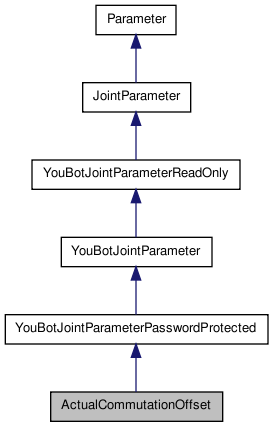 Parameter
JointParameter
YouBotJointParameterReadOnly
YouBotJointParameter
YouBotJointParameterPasswordProtected
ActualCommutationOffset